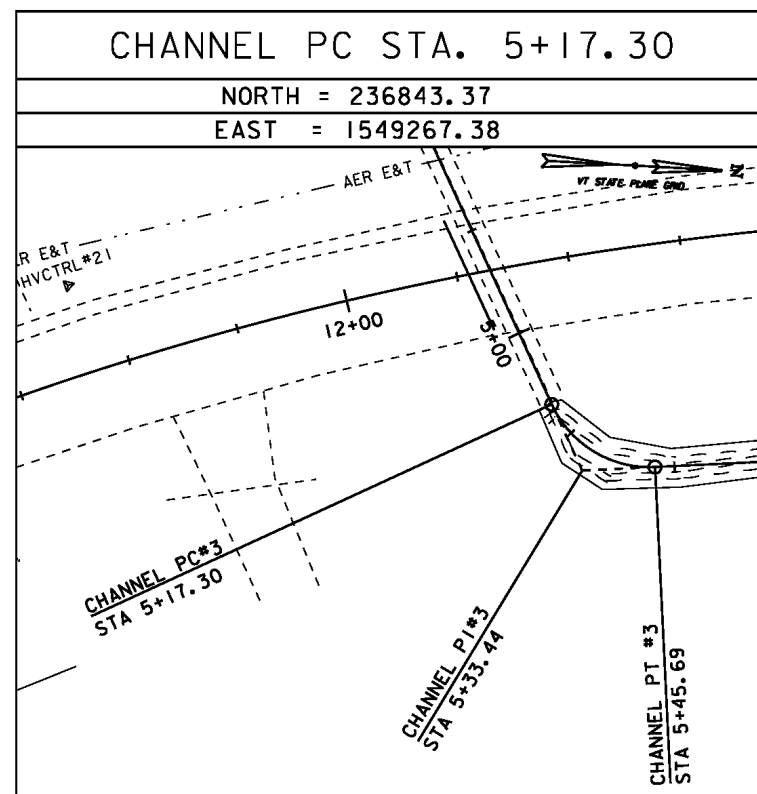 CHANNEL PC STA. 5+17.30
NORTH = 236843.37
EAST = 1549267.38
AER E&T
VT STATE PLANE GRID
N
R E&T
HVCTRL#21
12+00
5+00
CHANNEL PC#3
STA 5+17.30
CHANNEL PI#3
STA 5+33.44
CHANNEL PT #3
STA 5+45.69